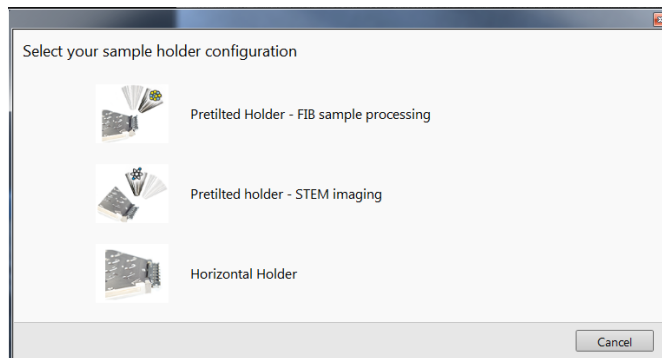 Select your sample holder configuration
Pretilted Holder - FIB sample processing
Pretilted holder - STEM imaging
Horizontal Holder
Cancel